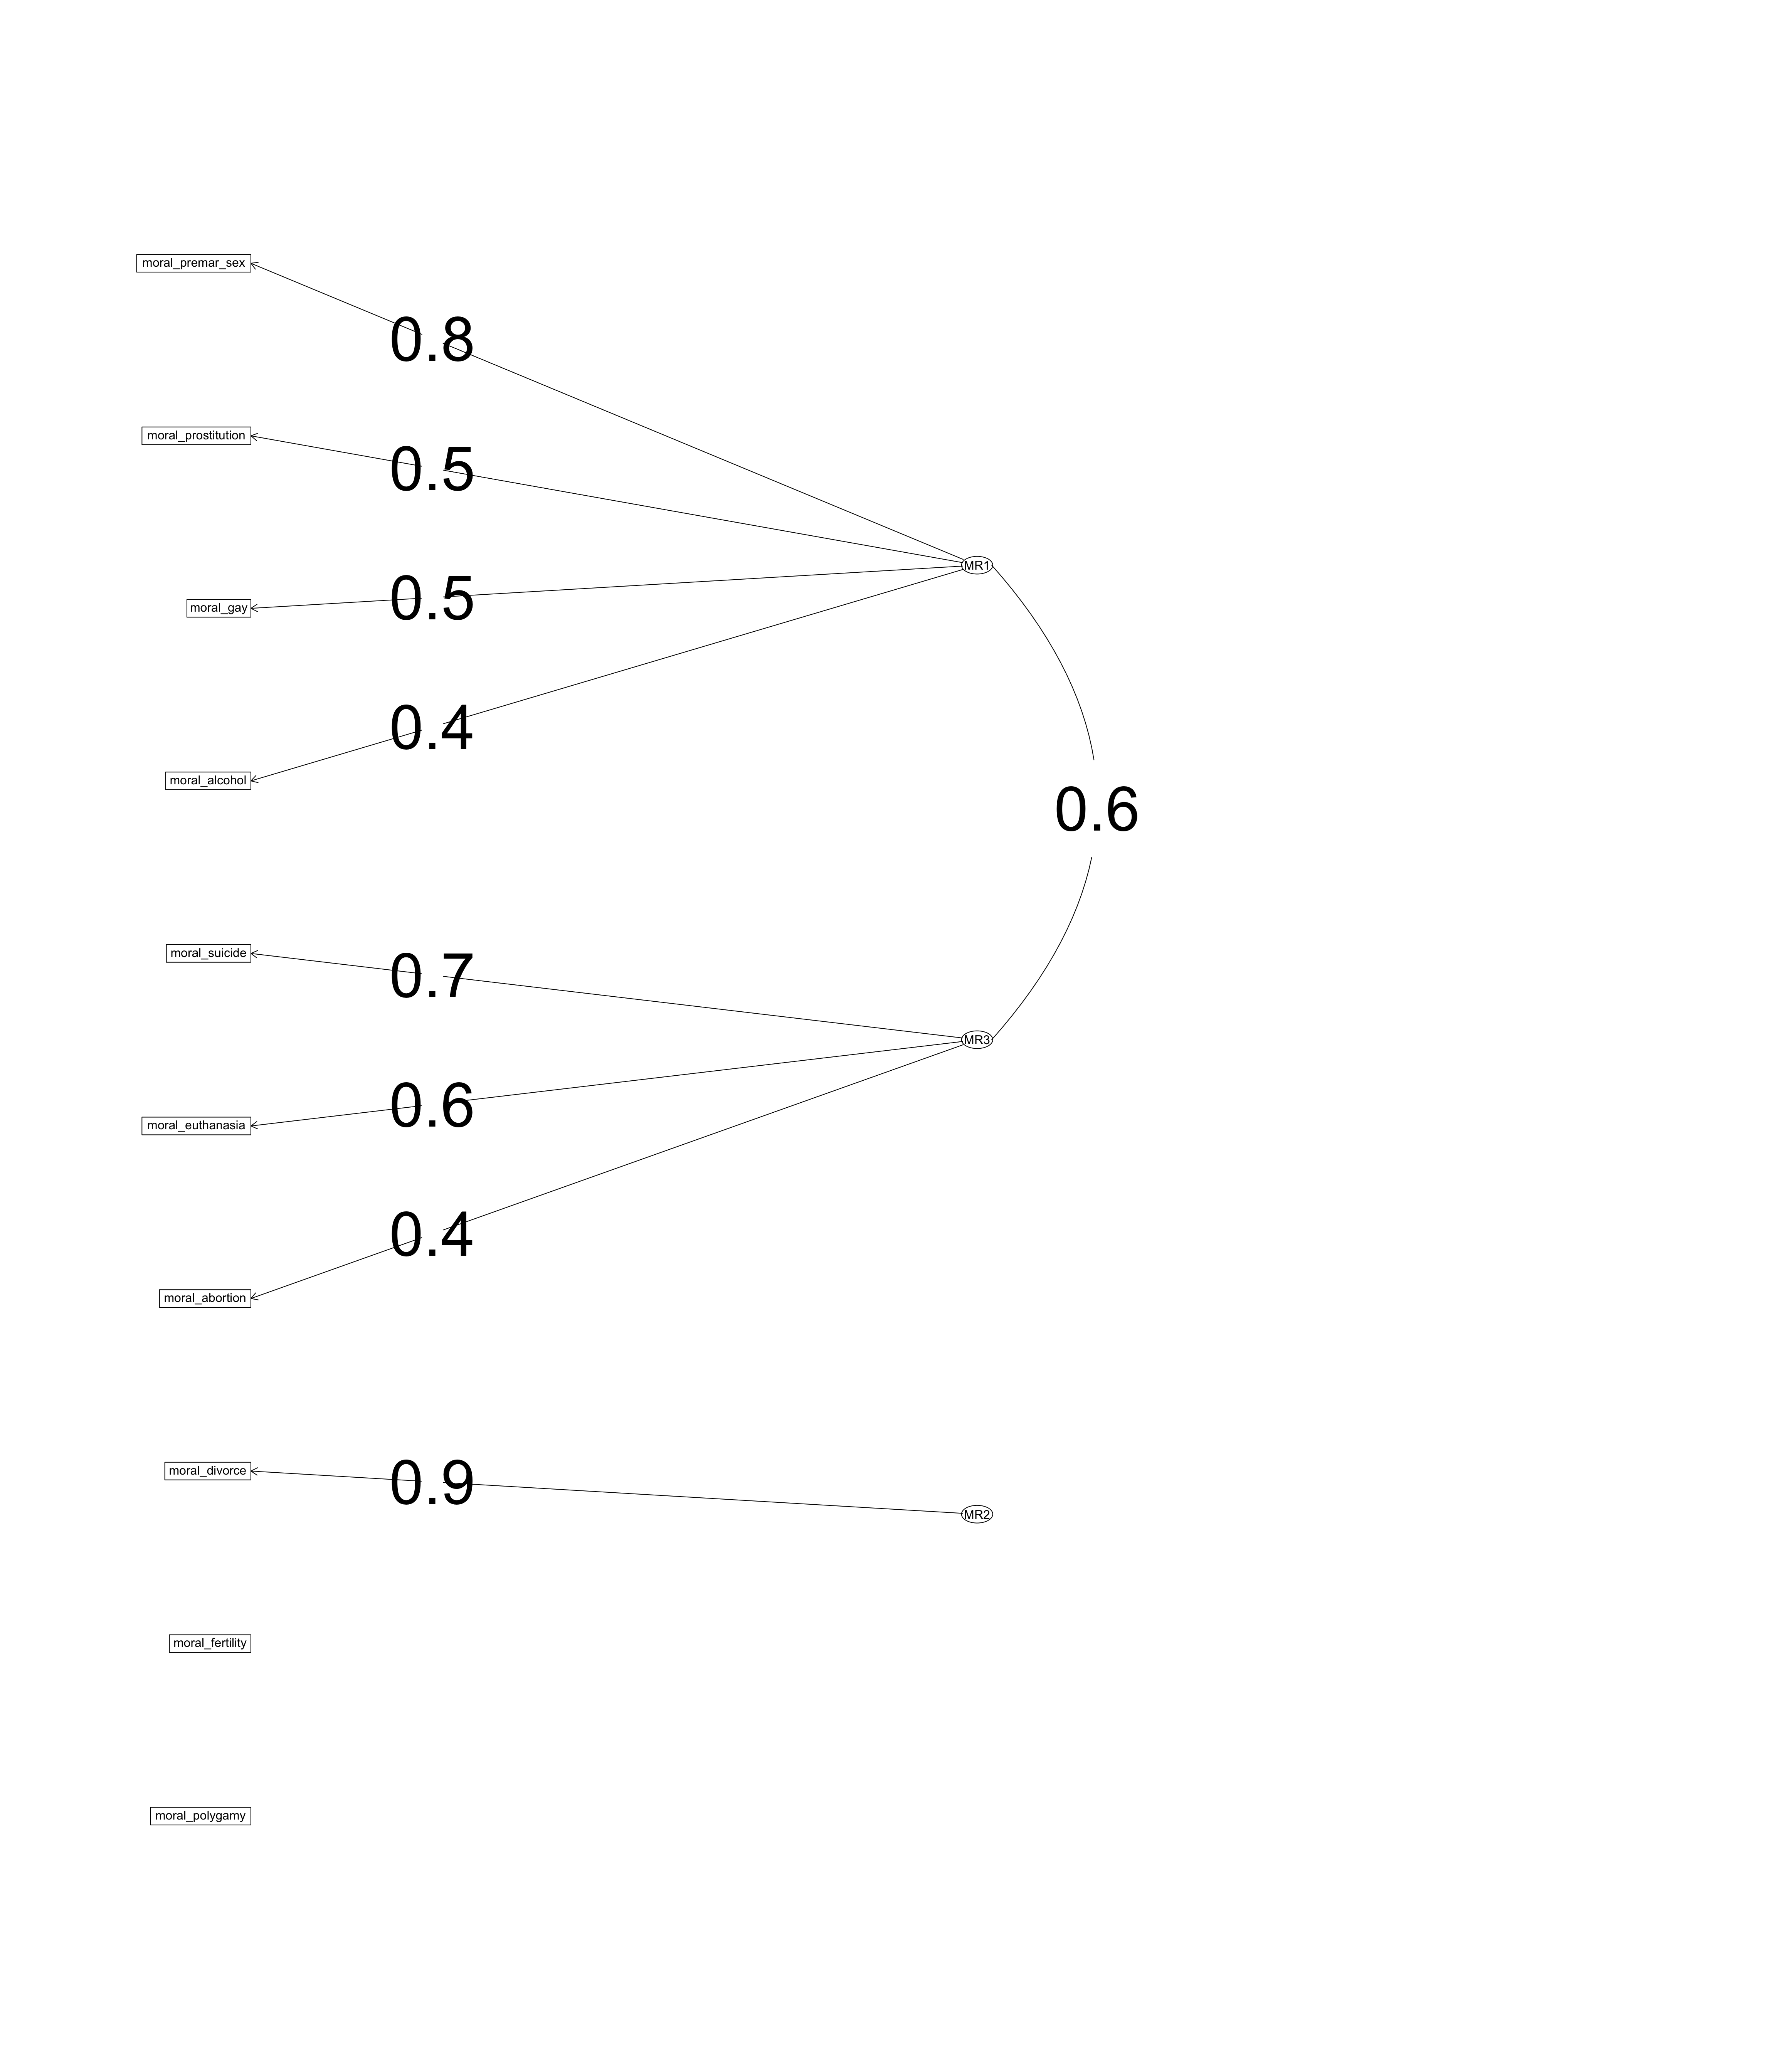 moral_premar_sex
0.8
moral_prostitution
0.5
MR1
0.5
moral_gay
0.4
moral_alcohol
0.6
moral_suicide
0.7
MR3
0.6
moral_euthanasia
0.4
moral_abortion
moral_divorce
0.9
MR2
moral_fertility
moral_polygamy